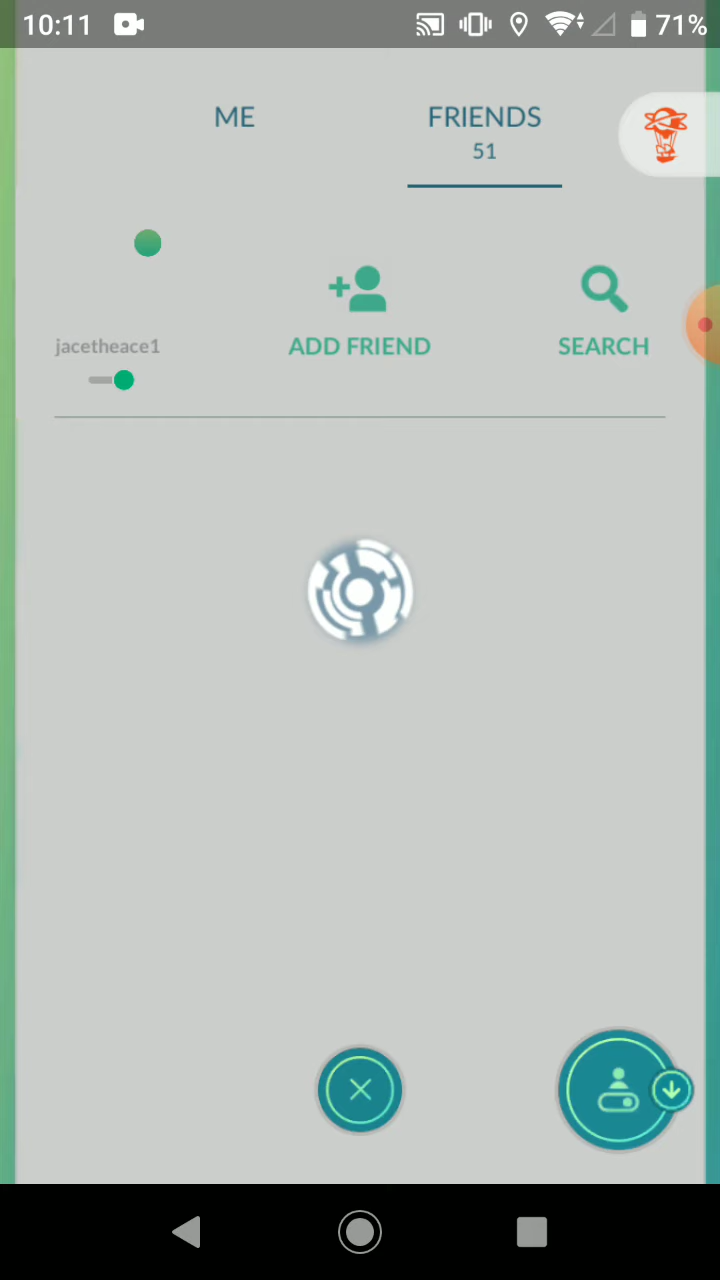 10:11
71%
ME
FRIENDS
51
jacetheace1
ADD FRIEND
SEARCH